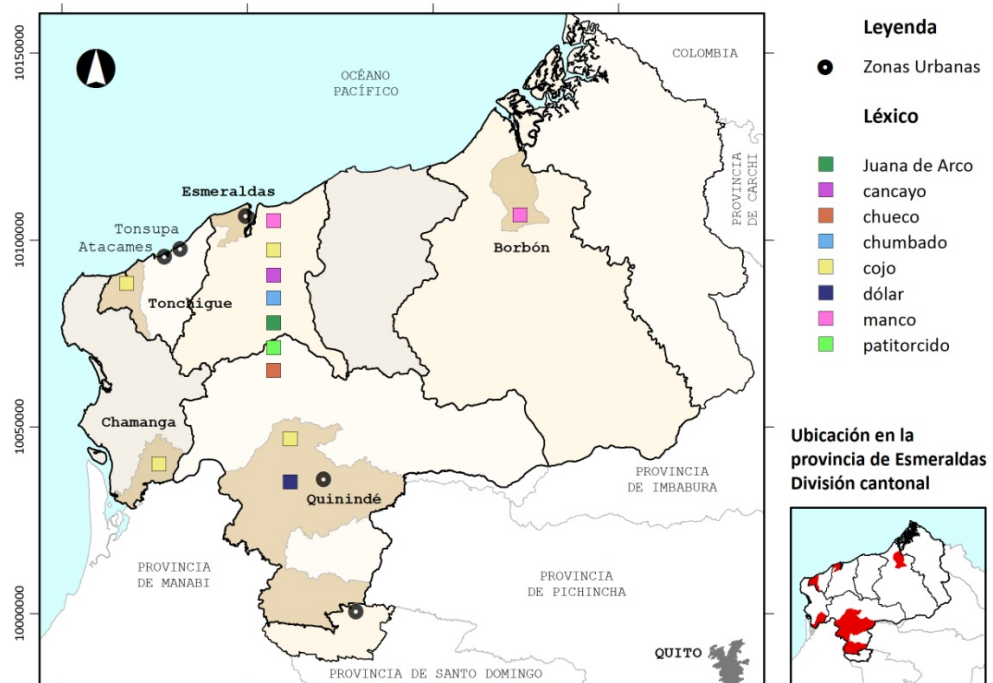 10150000
10100000
10050000
1000000
COLOMBIA
OCÉANO
PACÍFICO
PROVINCIA
DE CARCHI
Esmeraldas
Tonsupa
Atacames
Borbón
Tonchigue
Chamanga
Quinindé
PROVINCIA
DE IMBABURA
PROVINCIA
DE MANABI
PROVINCIA
DE PICHINCHA
QUITO
PROVINCIA DE SANTO DOMINGO
Leyenda
Zonas Urbanas
Léxico
Juana de Arco
cancayo
chueco
chumbado
cojo
dólar
manco
patitorcido
Ubicación en la
provincia de Esmeraldas
División cantonal